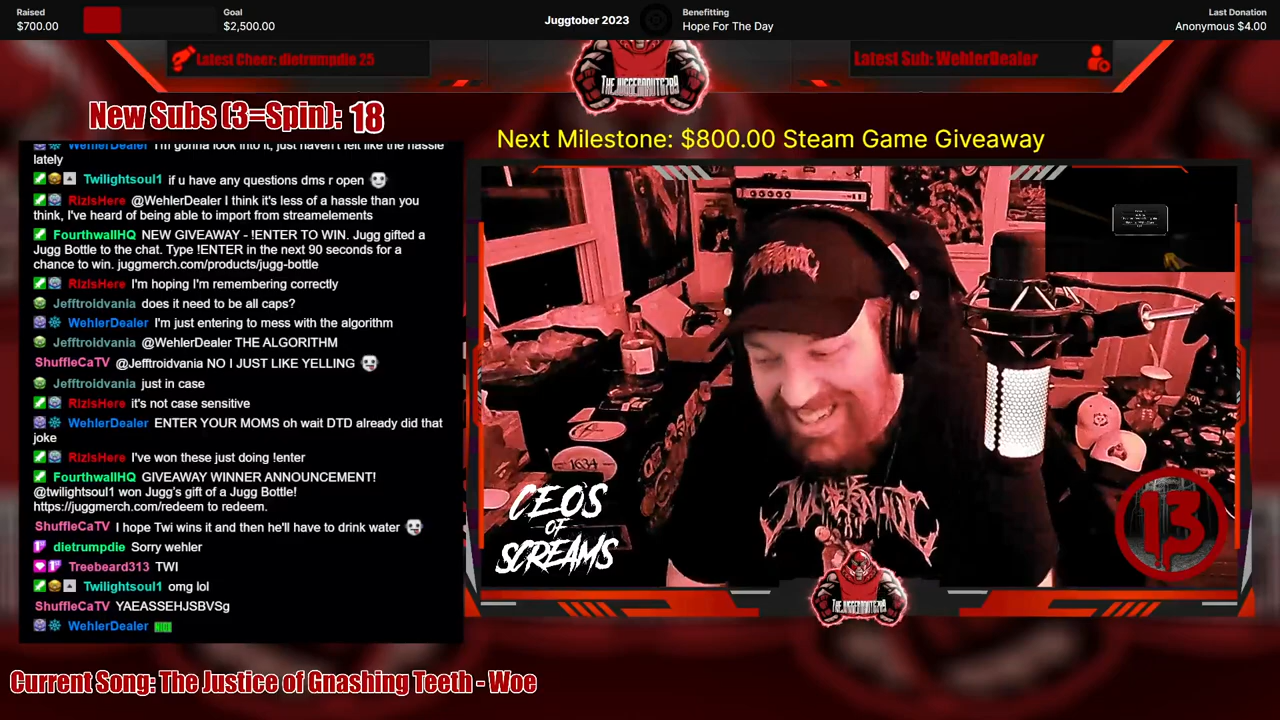 Raised
$700.00
Goal
$2,500.00
Juggtober 2023
Benefitting
Hope For The Day
Last Donation
Anonymous $4.00
Latest Cheer: dietrumpdie 25
THEJUGGERNAUT6789
Latest Sub: WehlerDealer
New Subs (3=Spin): 18
Next Milestone: $800.00 Steam Game Giveaway
WehlerDealer I'm gonna look into it, just haven't felt like the hassle
lately
Twilightsoul1 if u have any questions dms r open
RizIsHere @WehlerDealer I think it's less of a hassle than you
think, I've heard of being able to import from streamelements
FourthwallHQ NEW GIVEAWAY - !ENTER TO WIN. Jugg gifted a
Jugg Bottle to the chat. Type !ENTER in the next 90 seconds for a
chance to win. juggmerch.com/products/jugg-bottle
RizIsHere I'm hoping I'm remembering correctly
Jefftroidvania does it need to be all caps?
WehlerDealer I'm just entering to mess with the algorithm
Jefftroidvania @WehlerDealer THE ALGORITHM
ShuffleCaTV @Jefftroidvania NO I JUST LIKE YELLING
Jefftroidvania just in case
RizIsHere it's not case sensitive
WehlerDealer ENTER YOUR MOMS oh wait DTD already did that
joke
RizIsHere I've won these just doing !enter
FourthwallHQ GIVEAWAY WINNER ANNOUNCEMENT!
@twilightsoul1 won Jugg's gift of a Jugg Bottle!
https://juggmerch.com/redeem to redeem.
ShuffleCaTV I hope Twi wins it and then he'll have to drink water
dietrumpdie Sorry wehler
Treebeard313 TWI
Twilightsoul1 omg lol
ShuffleCaTV YAEASSEHJSBVSg
WehlerDealer
1634
CEO'S
OF
SCREAMS
13
THEJUGGERNAUT6789
Current Song: The Justice of Gnashing Teeth - Woe